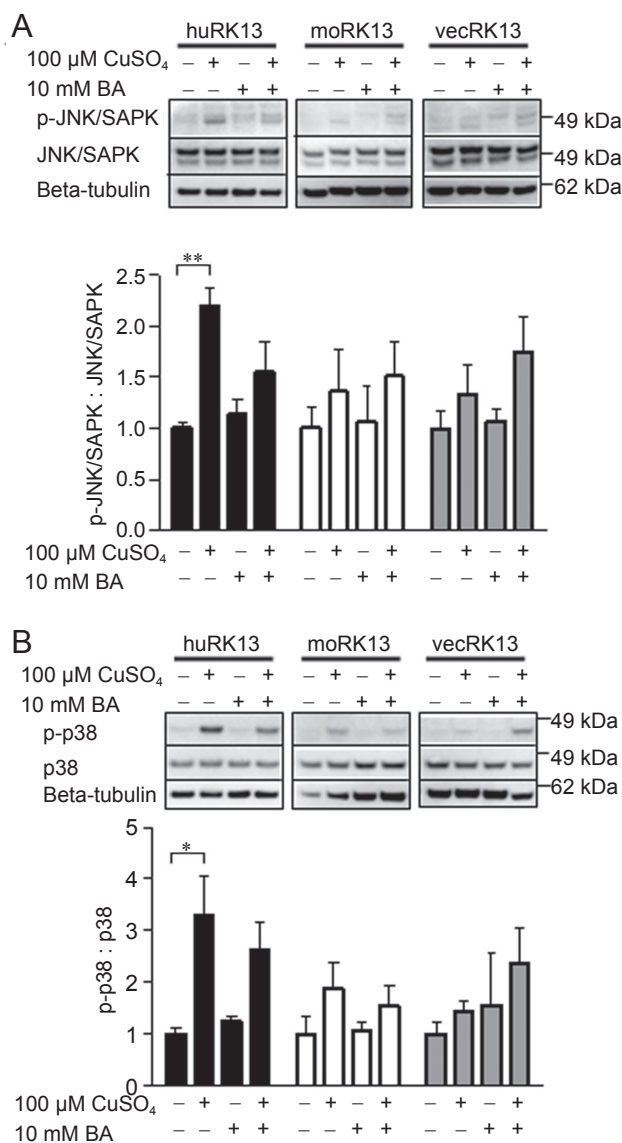 A
huRK13 moRK13 vecRK13
100 µM CuSO4 – + – + – + – + – + – +
10 mM BA – – + + – – + + – – + +
p-JNK/SAPK 49 kDa
JNK/SAPK 49 kDa
Beta-tubulin 62 kDa
**
2.5
2.0
1.5
1.0
0.5
0.0
p-JNK/SAPK : JNK/SAPK
100 µM CuSO4 – + – + – + – + – + – +
10 mM BA – – + + – – + + – – + +
B
huRK13 moRK13 vecRK13
100 µM CuSO4 – + – + – + – + – + – +
10 mM BA – – + + – – + + – – + +
p-p38 49 kDa
p38 49 kDa
Beta-tubulin 62 kDa
*
5
4
3
2
1
0
p-p38 : p38
100 µM CuSO4 – + – + – + – + – + – +
10 mM BA – – + + – – + + – – + +